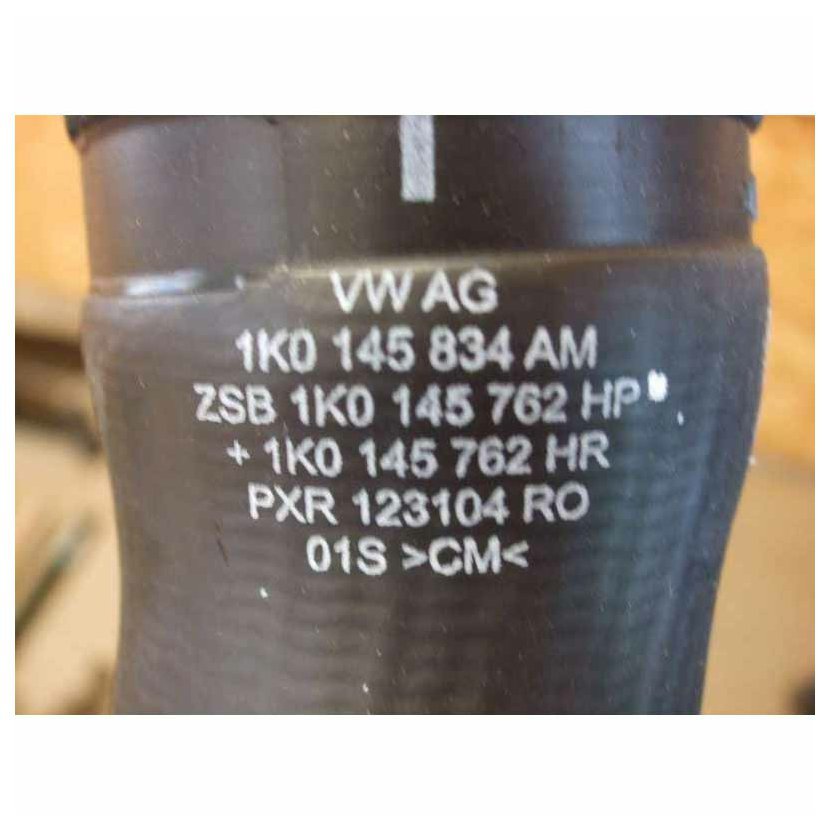 VW AG
1K0 145 834 AM
ZSB 1K0 145 762 HP
+ 1K0 145 762 HR
PXR 123104 RO
01S >CM<